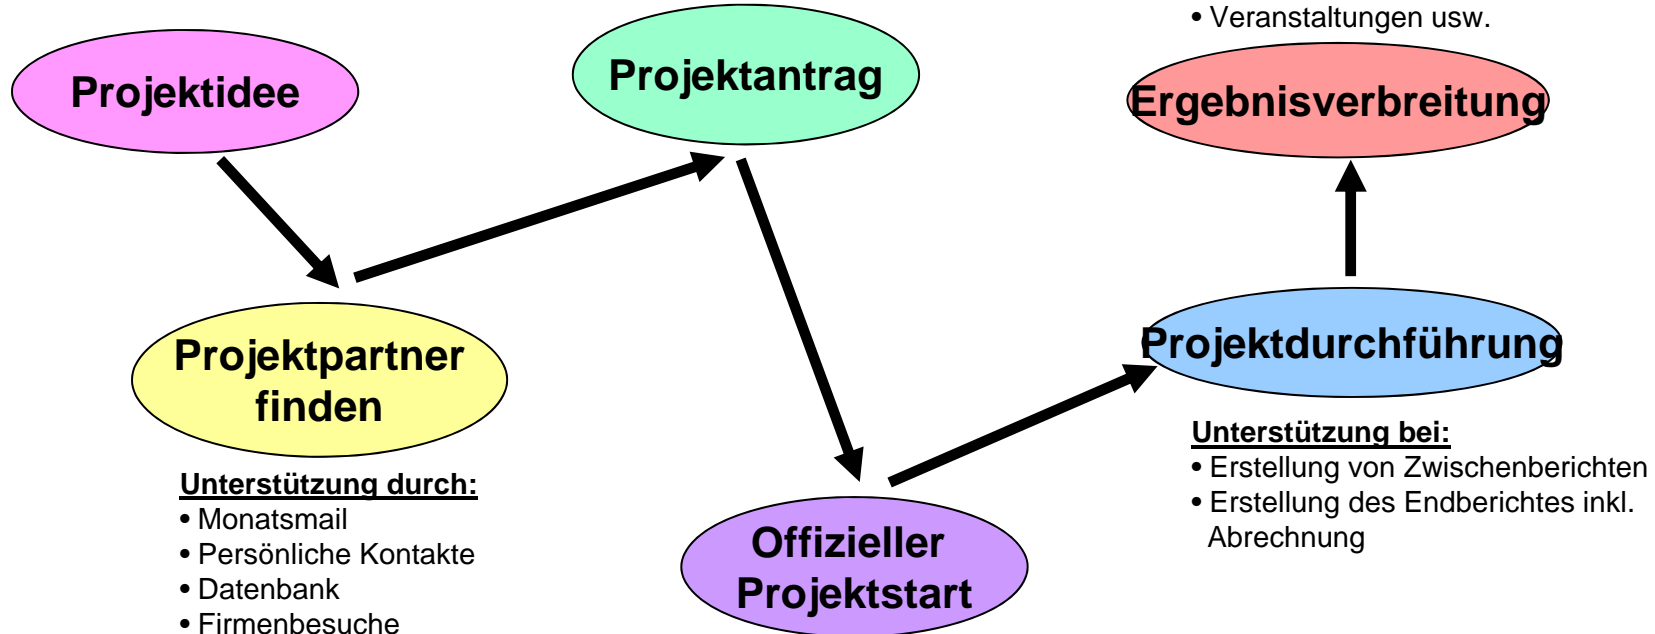 Projektidee
Projektpartner
finden
Unterstützung durch:
• Monatsmail
• Persönliche Kontakte
• Datenbank
• Firmenbesuche
Projektantrag
Offizieller
Projektstart
Projektdurchführung
Unterstützung bei:
• Erstellung von Zwischenberichten
• Erstellung des Endberichtes inkl.
Abrechnung
• Veranstaltungen usw.
Ergebnisverbreitung